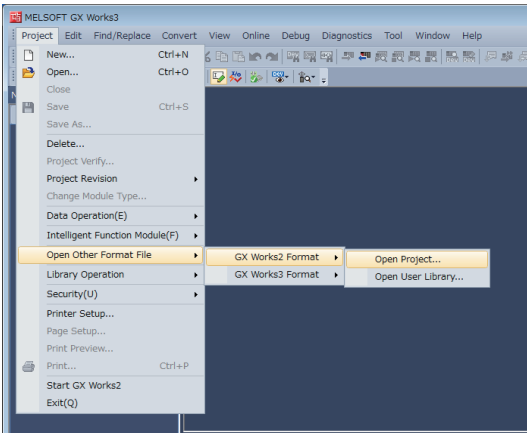 MELSOFT GX Works3
Project Edit Find/Replace Convert View Online Debug Diagnostics Tool Window Help
New... Ctrl+N
Open... Ctrl+O
Close
Save Ctrl+S
Save As...
Delete...
Project Verify...
Project Revision
Change Module Type...
Data Operation(E)
Intelligent Function Module(F)
Open Other Format File
GX Works2 Format
Open Project...
Library Operation
GX Works3 Format
Open User Library...
Security(U)
Printer Setup...
Page Setup...
Print Preview...
Print... Ctrl+P
Start GX Works2
Exit(Q)